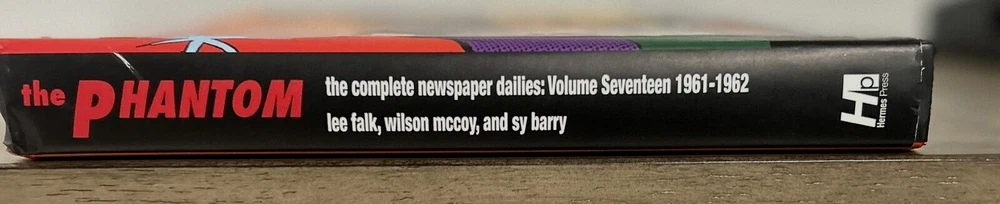 the PHANTOM
the complete newspaper dailies: Volume Seventeen 1961-1962
lee falk, wilson mccoy, and sy barry
Hp
Hermes Press